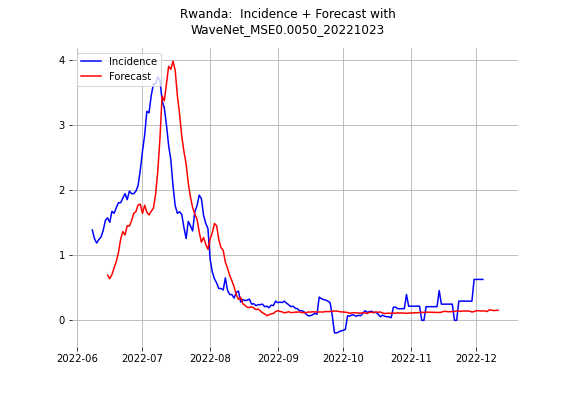 Rwanda:  Incidence + Forecast with
WaveNet_MSE0.0050_20221023
Incidence
Forecast
4
3
2
1
0
2022-06 2022-07 2022-08 2022-09 2022-10 2022-11 2022-12